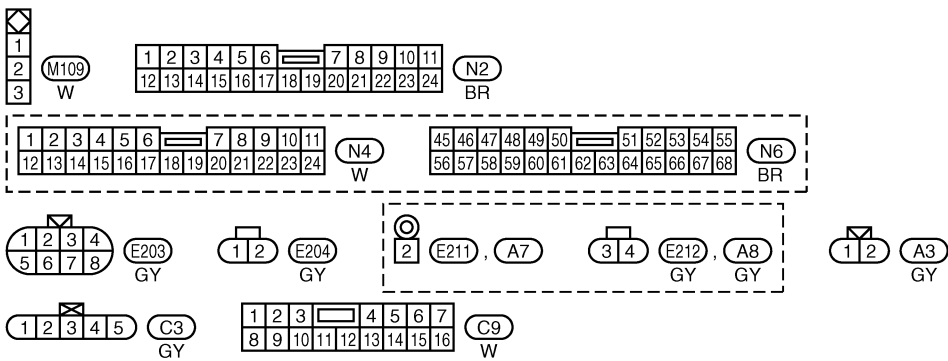 1
2
3
M109
W
1 2 3 4 5 6 7 8 9 10 11
12 13 14 15 16 17 18 19 20 21 22 23 24
N2
BR
1 2 3 4 5 6 7 8 9 10 11
12 13 14 15 16 17 18 19 20 21 22 23 24
N4
W
45 46 47 48 49 50 51 52 53 54 55
56 57 58 59 60 61 62 63 64 65 66 67 68
N6
BR
1 2 3 4
5 6 7 8
E203
GY
1 2
E204
GY
2
E211 , A7
3 4
E212 , A8
GY GY
1 2
A3
GY
1 2 3 4 5
C3
GY
1 2 3 4 5 6 7
8 9 10 11 12 13 14 15 16
C9
W